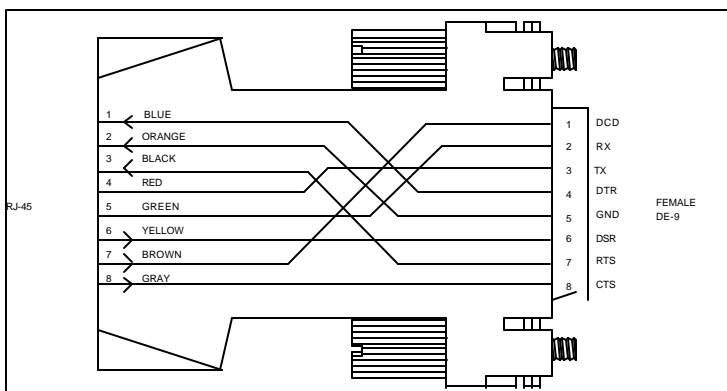 1 BLUE
2 ORANGE
3 BLACK
4 RED
5 GREEN
6 YELLOW
7 BROWN
8 GRAY
RJ-45
1 DCD
2 RX
3 TX
4 DTR
5 GND
6 DSR
7 RTS
8 CTS
FEMALE
DE-9